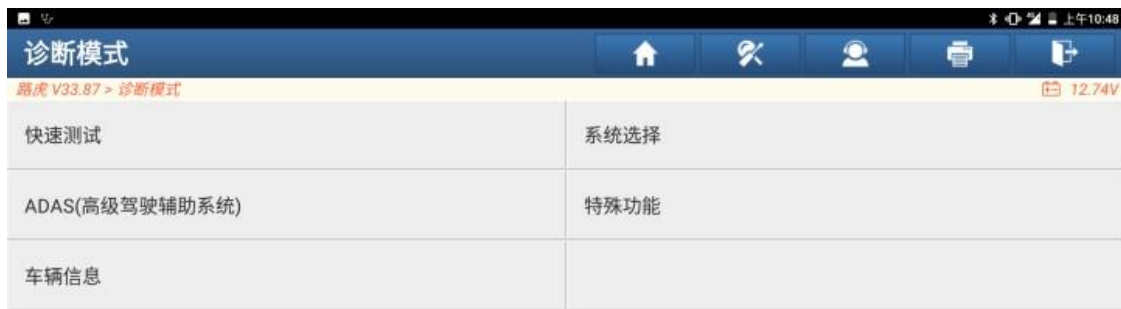 上午10:48
诊断模式
路虎 V33.87 > 诊断模式
12.74V
快速测试
系统选择
ADAS(高级驾驶辅助系统)
特殊功能
车辆信息